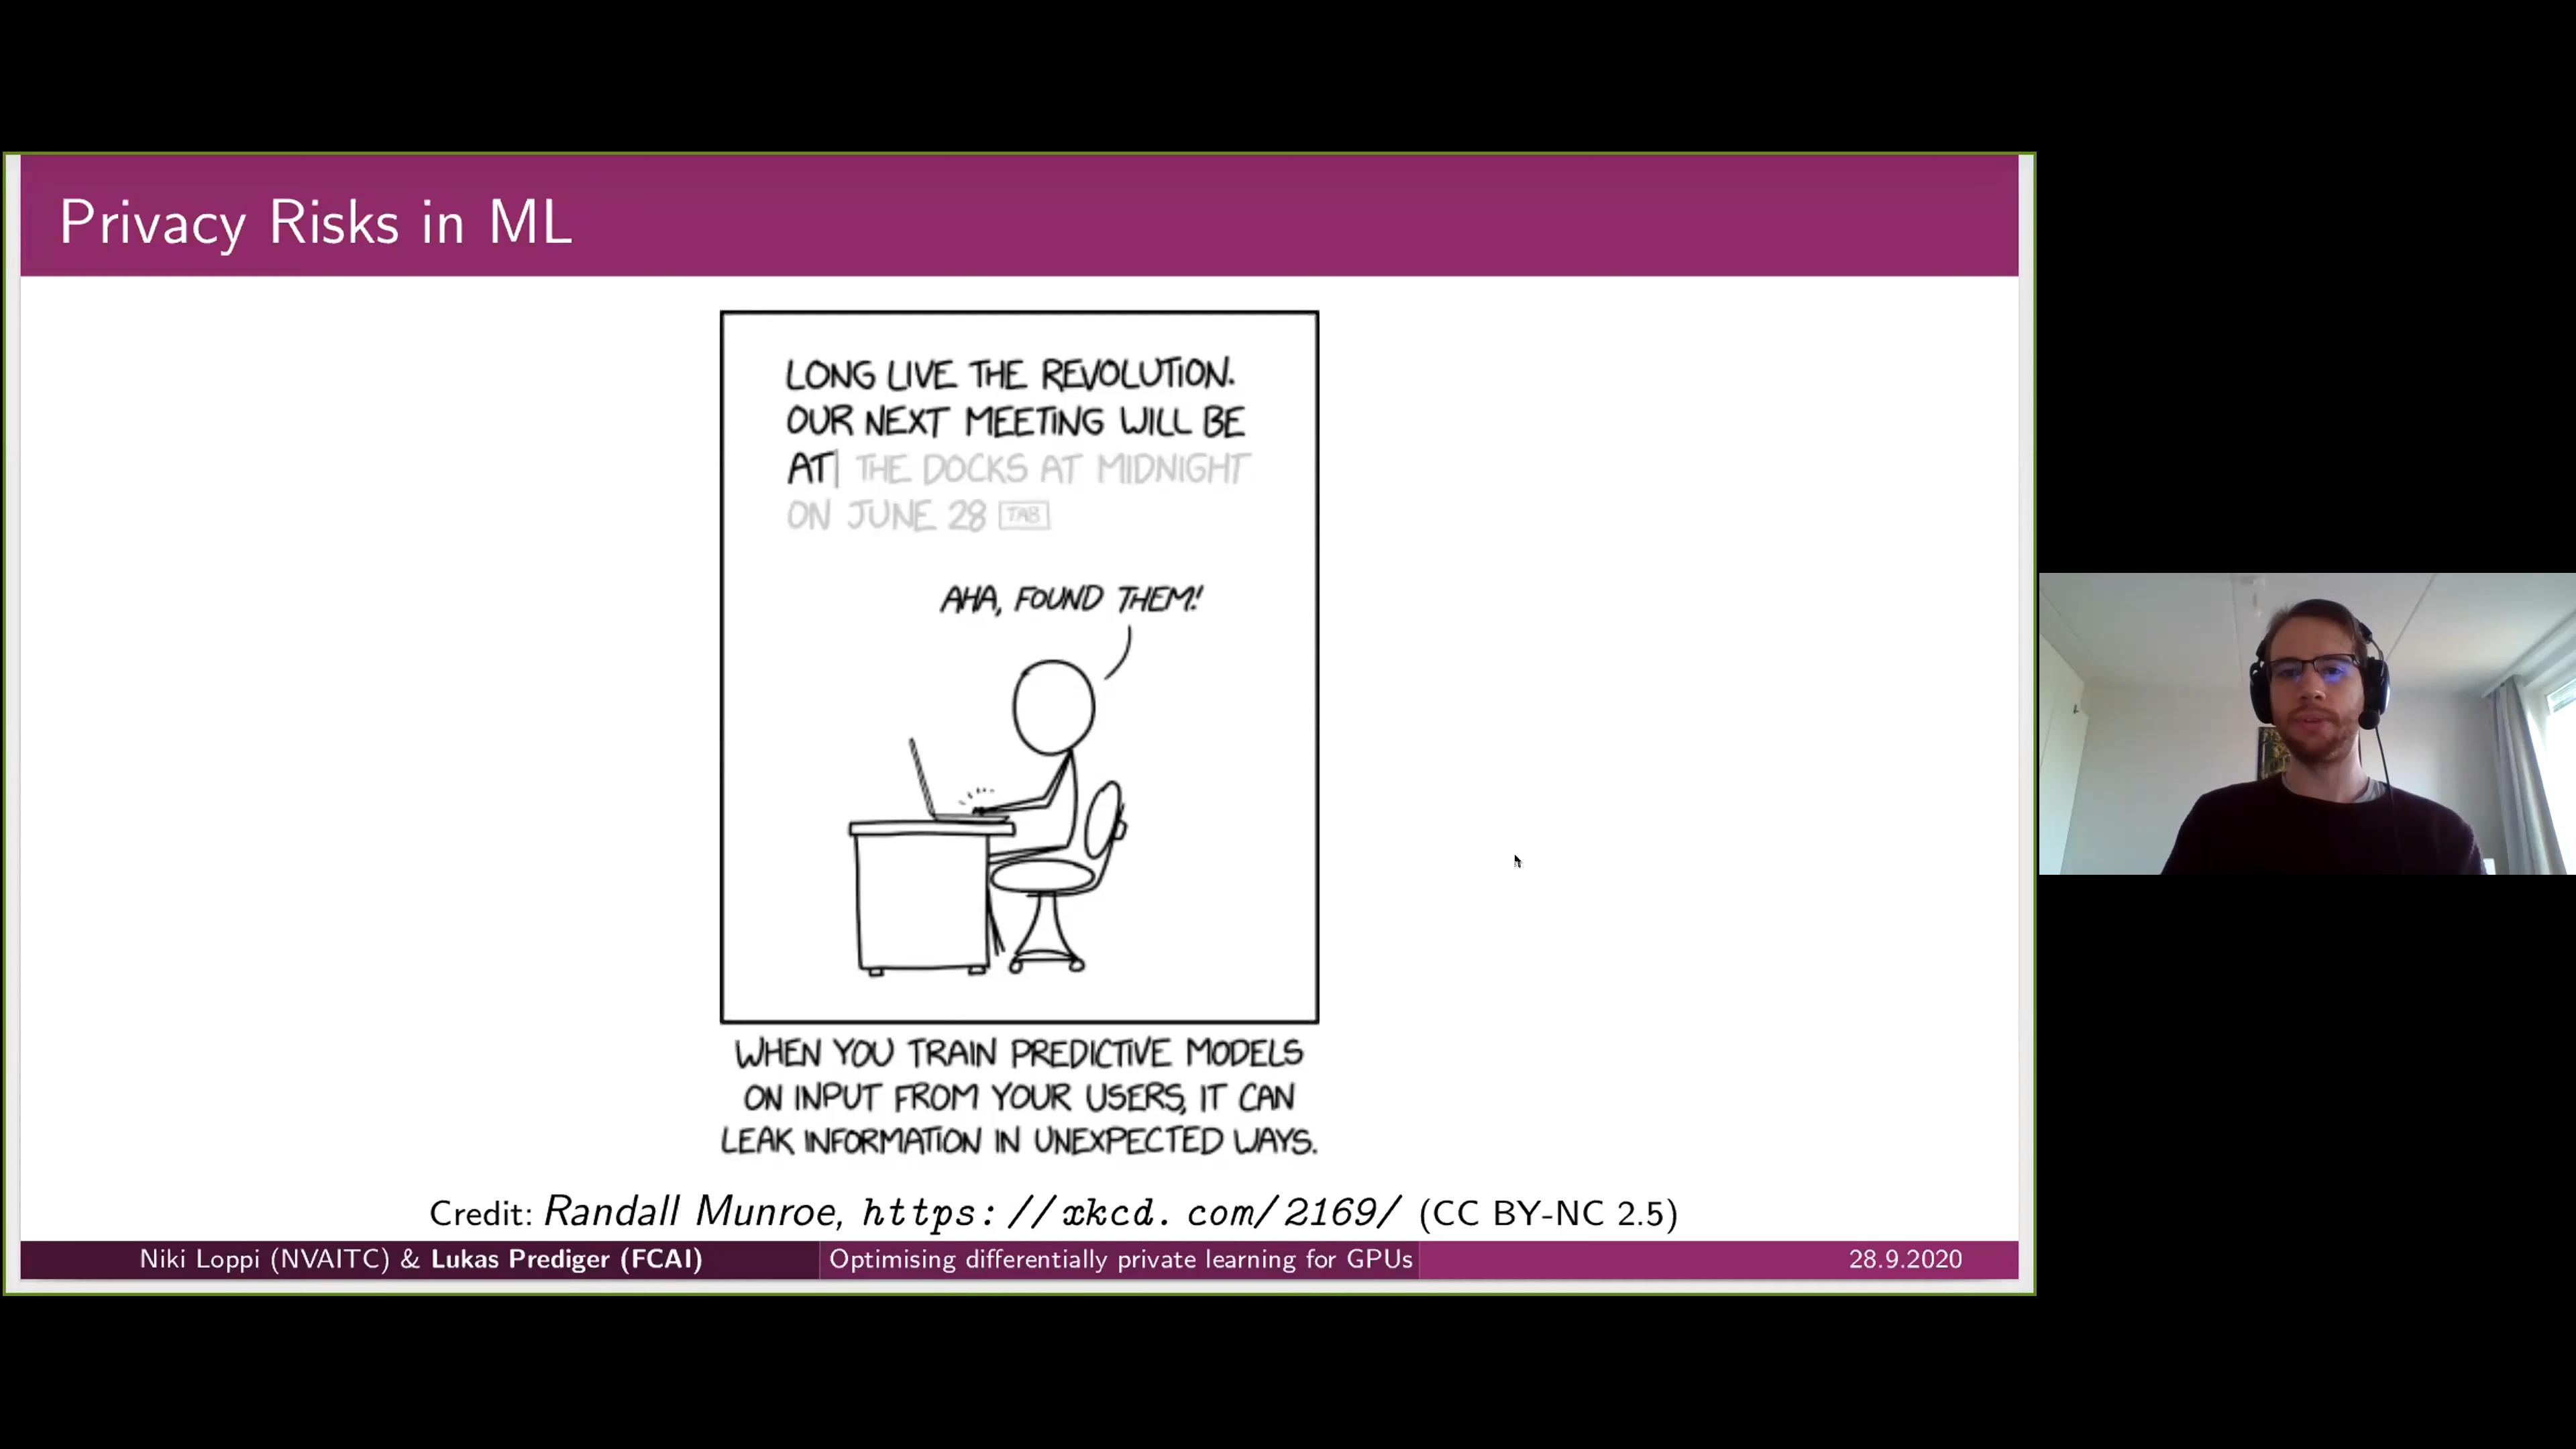 Privacy Risks in ML
LONG LIVE THE REVOLUTION.
OUR NEXT MEETING WILL BE
AT| THE DOCKS AT MIDNIGHT
ON JUNE 28 TAB
AHA, FOUND THEM!
WHEN YOU TRAIN PREDICTIVE MODELS
ON INPUT FROM YOUR USERS, IT CAN
LEAK INFORMATION IN UNEXPECTED WAYS.
Credit: Randall Munroe, https://xkcd.com/2169/ (CC BY-NC 2.5)
Niki Loppi (NVAITC) & Lukas Prediger (FCAI) Optimising differentially private learning for GPUs 28.9.2020